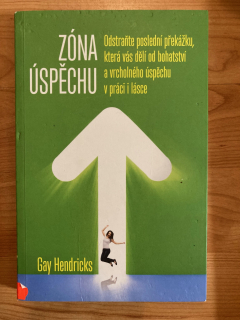 ZÓNA
ÚSPĚCHU
Odstraňte poslední překážku,
která vás dělí od bohatství
a vrcholného úspěchu
v práci i lásce
Gay Hendricks